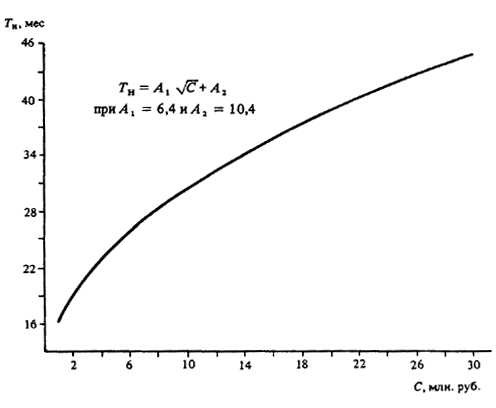 Tн, мес
46
40
34
28
22
16
Tн = A₁ √C + A₂
при A₁ = 6,4 и A₂ = 10,4
2 6 10 14 18 22 26 30
C, млн. руб.